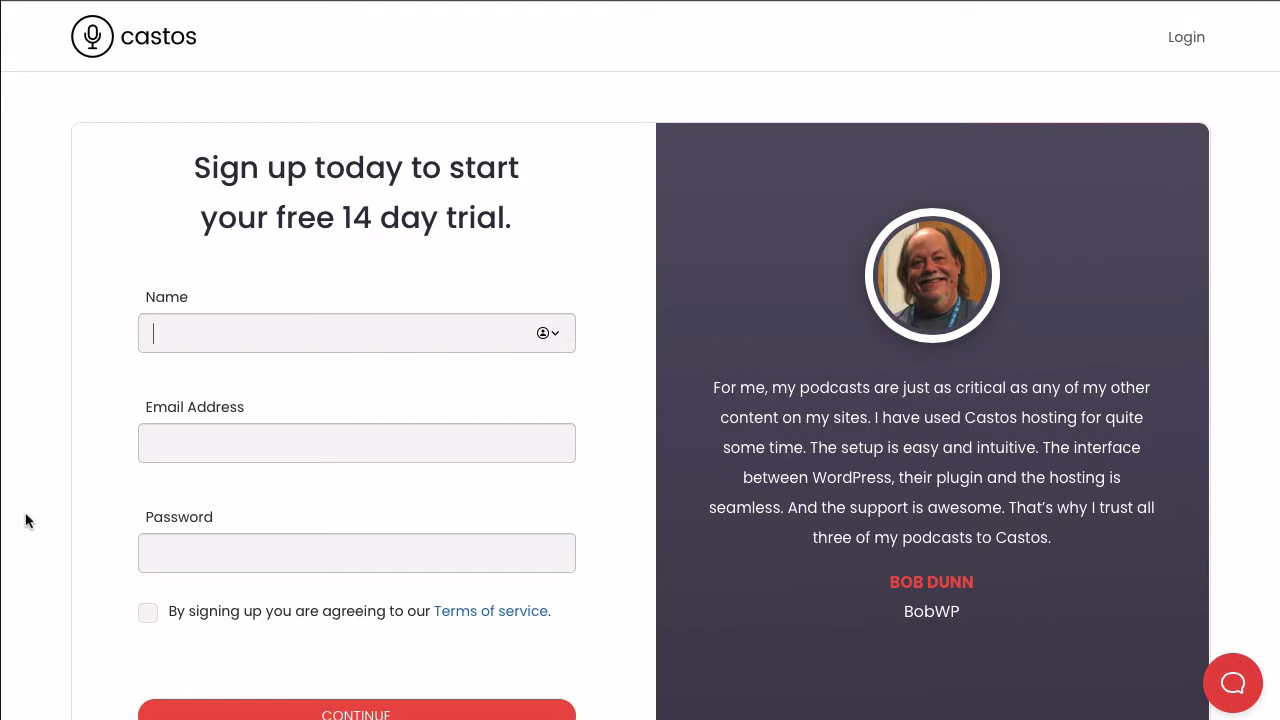 castos
Login
Sign up today to start
your free 14 day trial.
Name
Email Address
Password
By signing up you are agreeing to our Terms of service.
CONTINUE
For me, my podcasts are just as critical as any of my other
content on my sites. I have used Castos hosting for quite
some time. The setup is easy and intuitive. The interface
between WordPress, their plugin and the hosting is
seamless. And the support is awesome. That’s why I trust all
three of my podcasts to Castos.
BOB DUNN
BobWP